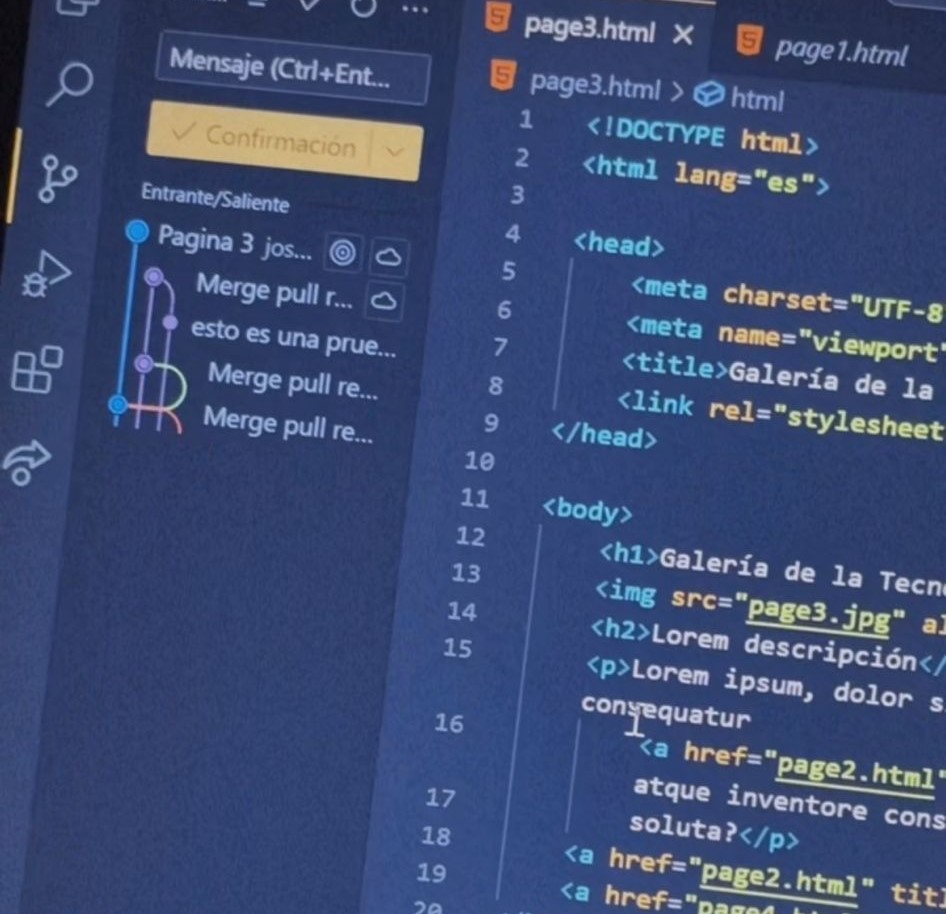 Mensaje (Ctrl+Ent...
Confirmación
Entrante/Saliente
Pagina 3 jos...
Merge pull r...
esto es una prue...
Merge pull re...
Merge pull re...
page3.html
page1.html
page3.html > html
1 <!DOCTYPE html>
2 <html lang="es">
3
4 <head>
5 <meta charset="UTF-8
6 <meta name="viewport"
7 <title>Galería de la
8 <link rel="stylesheet
9 </head>
10
11 <body>
12 <h1>Galería de la Tecn
13 <img src="page3.jpg" al
14 <h2>Lorem descripción</
15 <p>Lorem ipsum, dolor s
consequatur
16 <a href="page2.html"
atque inventore cons
17 soluta?</p>
18 <a href="page2.html" tit
19 <a href="page4.ht
20